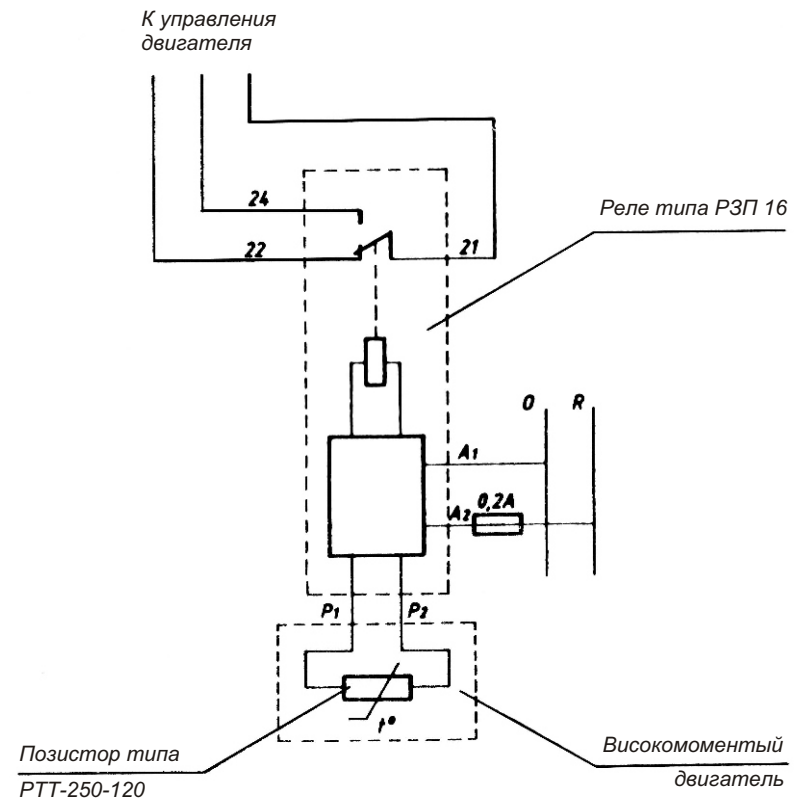 К управления
двигателя
24
Реле типа РЗП 16
22
21
O
R
A1
0,2A
A2
P1
P2
t°
Позистор типа
РТТ-250-120
Високоментый
двигатель